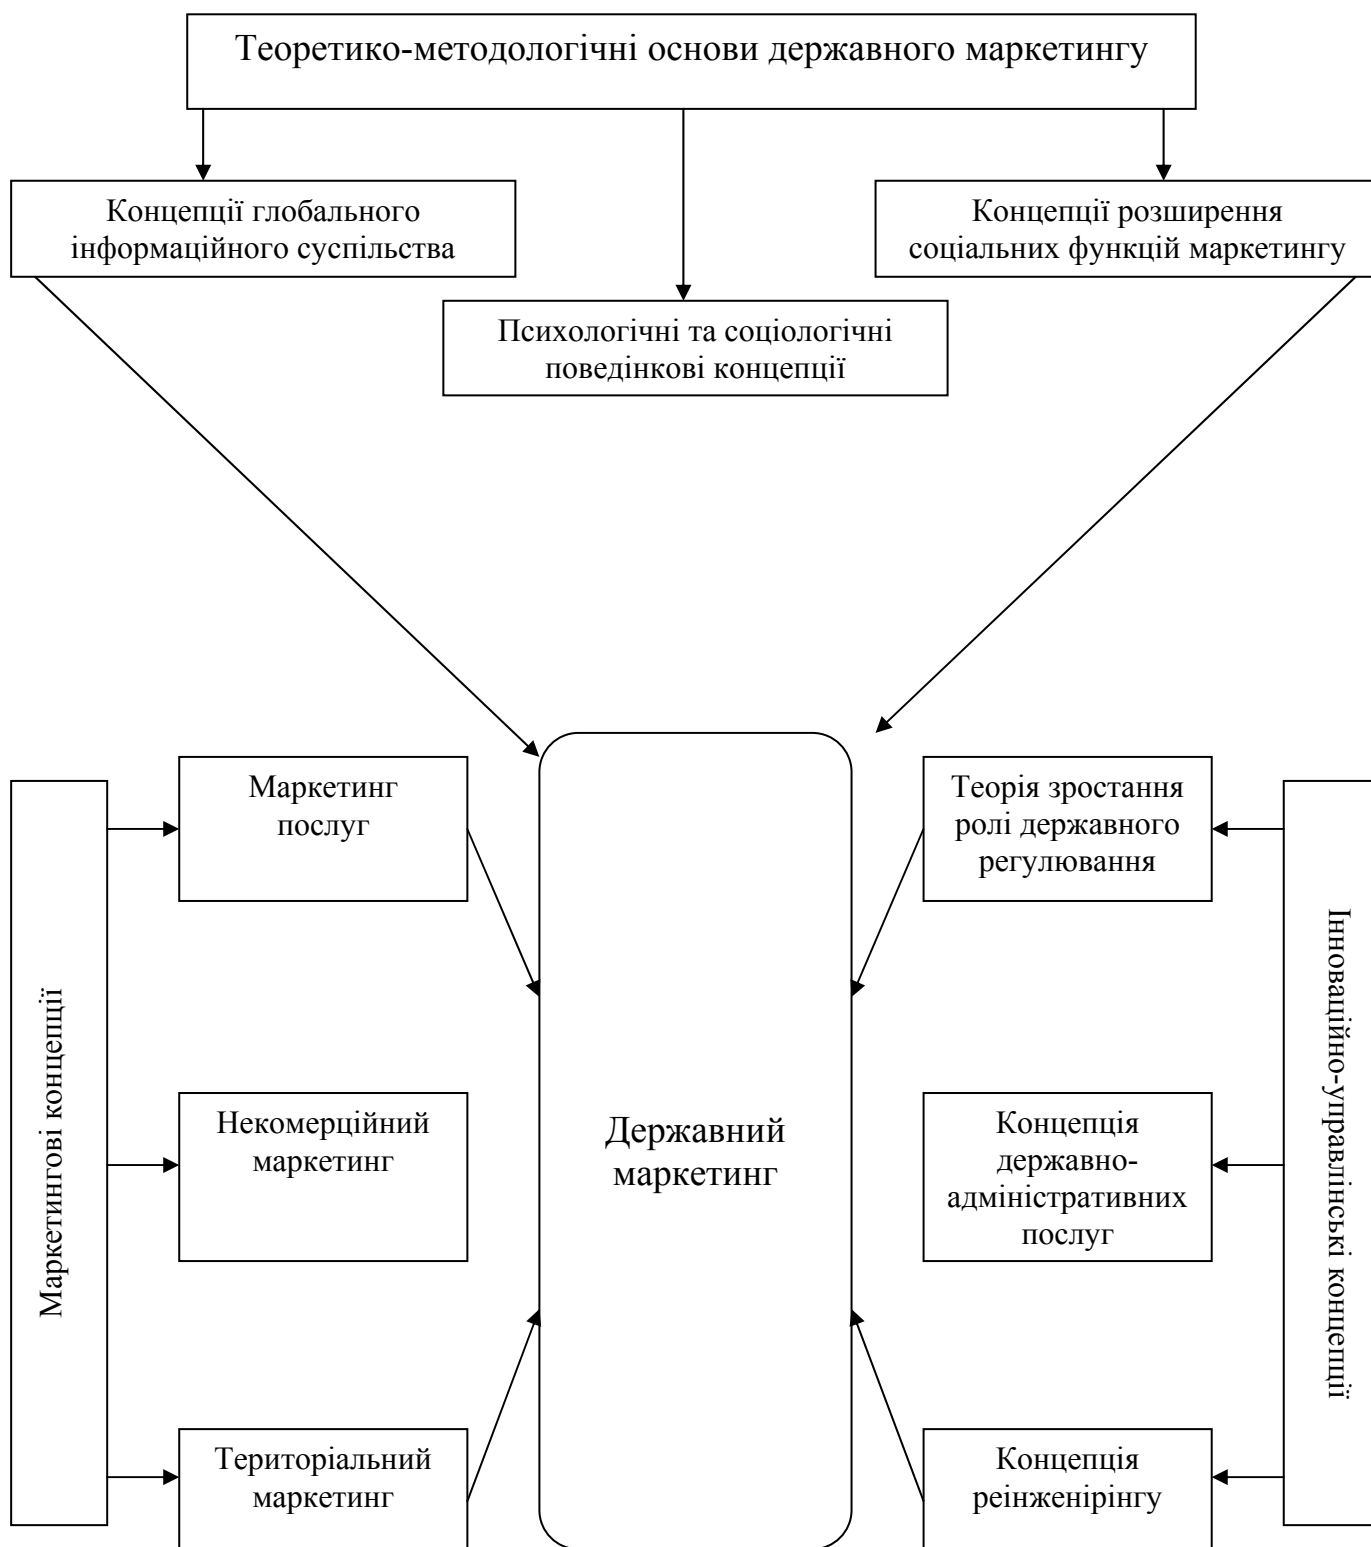 Теоретико-методологічні основи державного маркетингу
Концепції глобального
інформаційного суспільства
Концепції розширення
соціальних функцій маркетингу
Психологічні та соціологічні
поведінкові концепції
Маркетингові концепції
Маркетинг
послуг
Некомерційний
маркетинг
Територіальний
маркетинг
Державний
маркетинг
Теорія зростання
ролі державного
регулювання
Концепція
державно-
адміністративних
послуг
Концепція
реінженірінгу
Інноваційно-управлінські концепції